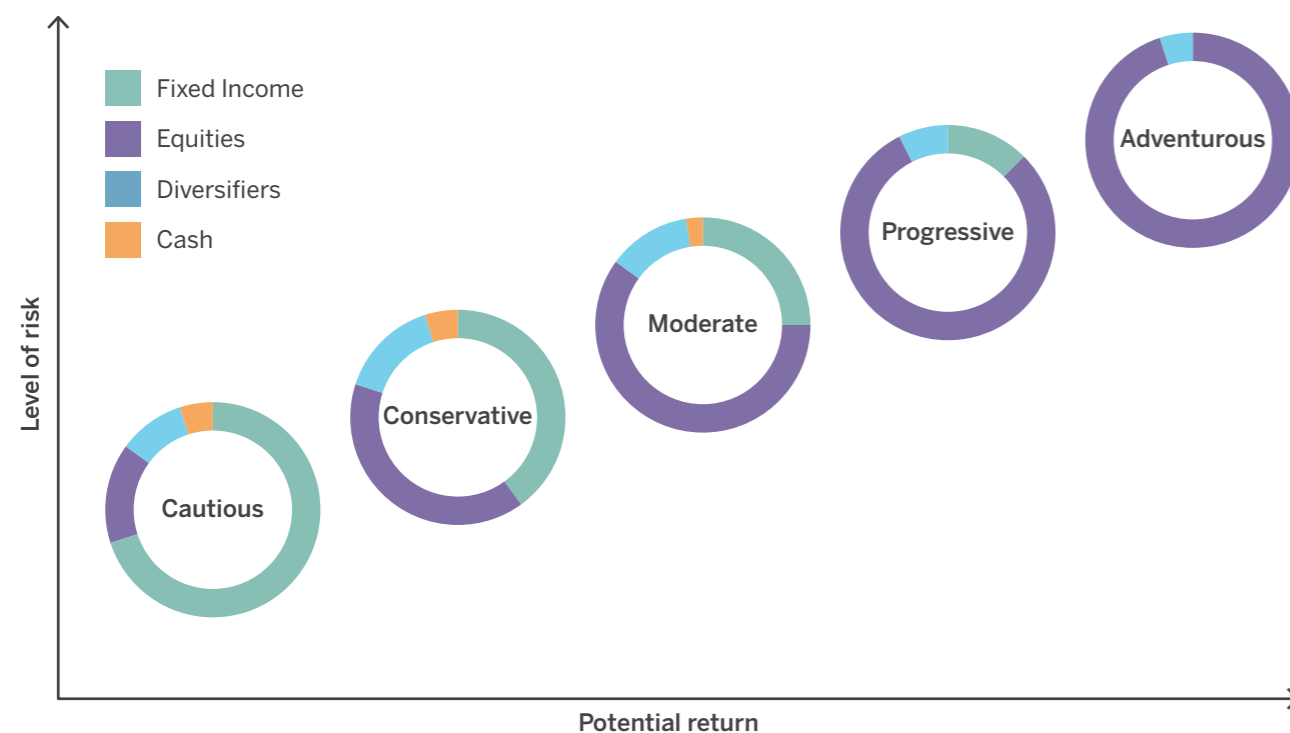 Fixed Income
Equities
Diversifiers
Cash
Level of risk
Cautious
Conservative
Moderate
Progressive
Adventurous
Potential return